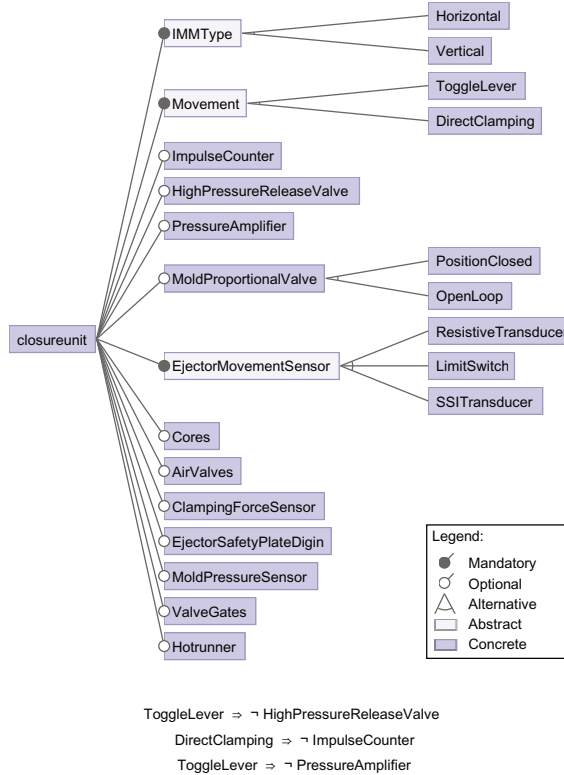 Horizontal
IMMType
Vertical
ToggleLever
Movement
DirectClamping
ImpulseCounter
HighPressureReleaseValve
PressureAmplifier
PositionClosed
MoldProportionalValve
OpenLoop
closureunit
ResistiveTransducer
EjectorMovementSensor
LimitSwitch
SSITransducer
Cores
AirValves
ClampingForceSensor
EjectorSafetyPlateDigin
MoldPressureSensor
ValveGates
Hotrunner
Legend:
Mandatory
Optional
Alternative
Abstract
Concrete
ToggleLever ⇒ ¬ HighPressureReleaseValve
DirectClamping ⇒ ¬ ImpulseCounter
ToggleLever ⇒ ¬ PressureAmplifier